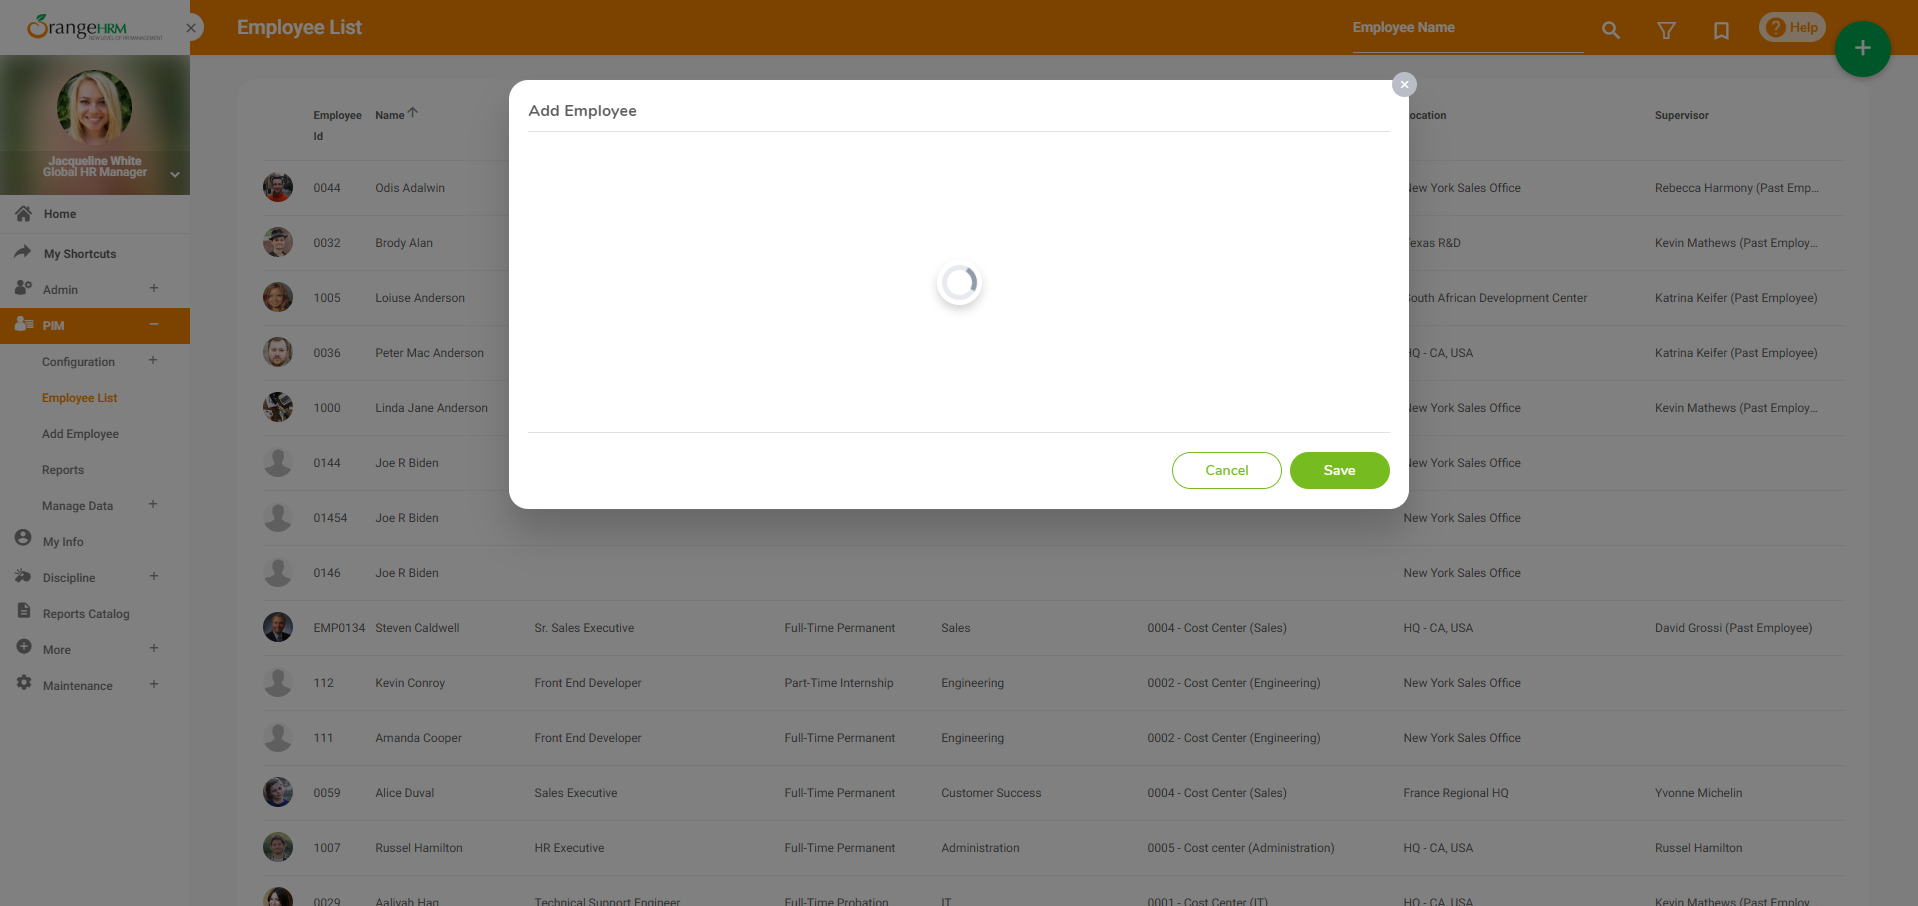 OrangeHRM
NEW LEVEL OF HR MANAGEMENT
Employee List
Employee Name
Help
Jacqueline White
Global HR Manager
Home
My Shortcuts
Admin
PIM
Configuration
Employee List
Add Employee
Reports
Manage Data
My Info
Discipline
Reports Catalog
More
Maintenance
Add Employee
Cancel
Save
Employee Id Name ocation Supervisor
0044 Odis Adalwin New York Sales Office Rebecca Harmony (Past Emp...
0032 Brody Alan exas R&D Kevin Mathews (Past Employ...
1005 Loiuse Anderson South African Development Center Katrina Keifer (Past Employee)
0036 Peter Mac Anderson HQ - CA, USA Katrina Keifer (Past Employee)
1000 Linda Jane Anderson New York Sales Office Kevin Mathews (Past Employ...
0144 Joe R Biden New York Sales Office
01454 Joe R Biden New York Sales Office
0146 Joe R Biden New York Sales Office
EMP0134 Steven Caldwell Sr. Sales Executive Full-Time Permanent Sales 0004 - Cost Center (Sales) HQ - CA, USA David Grossi (Past Employee)
112 Kevin Conroy Front End Developer Part-Time Internship Engineering 0002 - Cost Center (Engineering) New York Sales Office
111 Amanda Cooper Front End Developer Full-Time Permanent Engineering 0002 - Cost Center (Engineering) New York Sales Office
0059 Alice Duval Sales Executive Full-Time Permanent Customer Success 0004 - Cost Center (Sales) France Regional HQ Yvonne Michelin
1007 Russel Hamilton HR Executive Full-Time Permanent Administration 0005 - Cost center (Administration) HQ - CA, USA Russel Hamilton
0029 Aaliyah Haq Technical Support Engineer Full-Time Probation IT 0001 - Cost Center (IT) HQ - CA, USA Kevin Mathews (Past Employ...